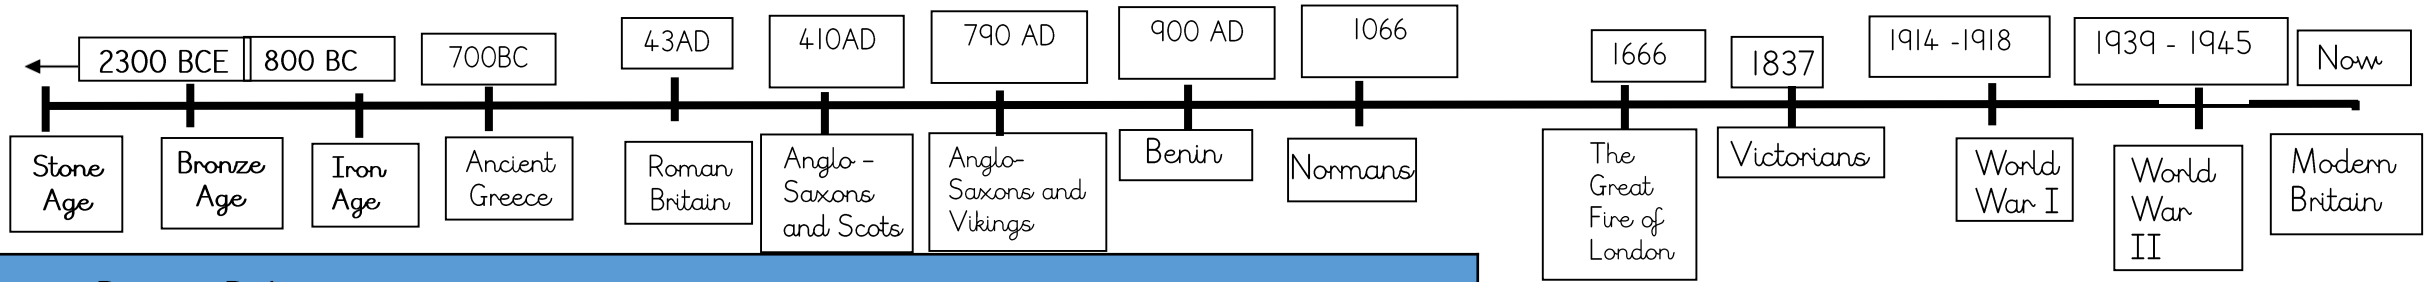 2300 BCE
800 BC
700BC
43AD
410AD
790 AD
900 AD
1066
1666
1837
1914 -1918
1939 - 1945
Now
Stone
Age
Bronze
Age
Iron
Age
Ancient
Greece
Roman
Britain
Anglo -
Saxons
and Scots
Anglo-
Saxons and
Vikings
Benin
Normans
The
Great
Fire of
London
Victorians
World
War I
World
War
II
Modern
Britain